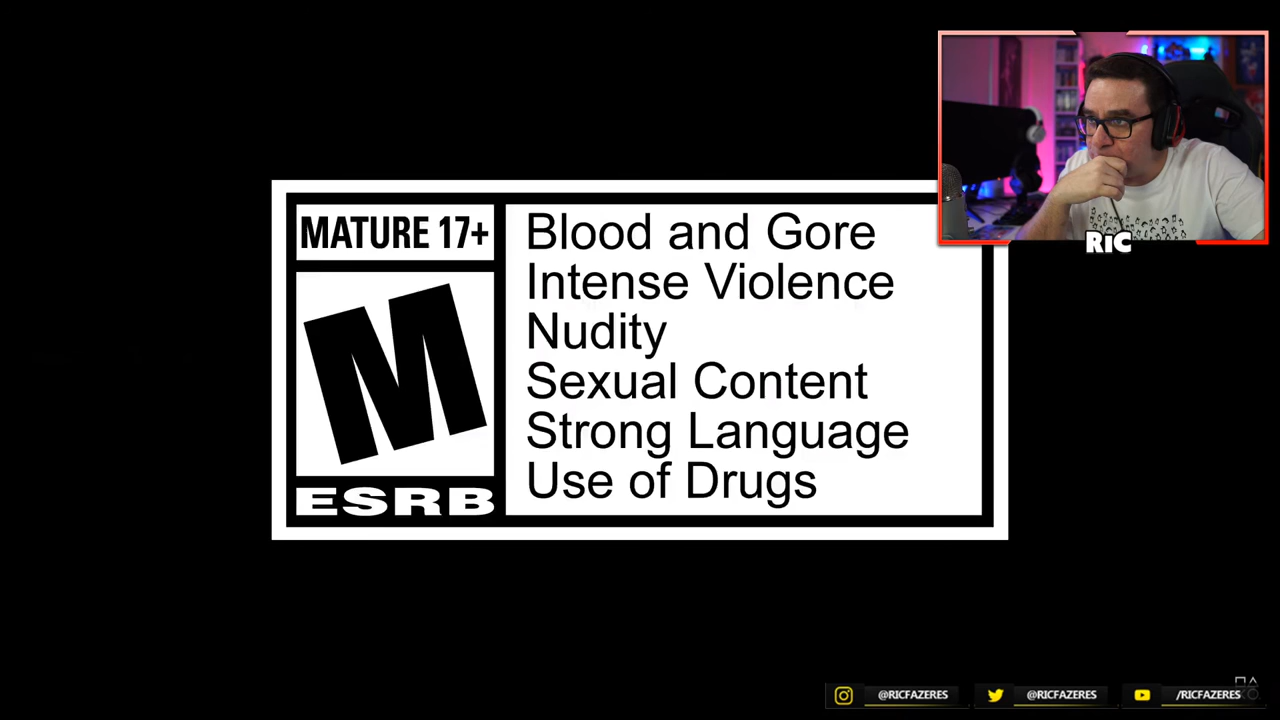 MATURE 17+
M
ESRB
Blood and Gore
Intense Violence
Nudity
Sexual Content
Strong Language
Use of Drugs
RIC
@RICFAZERES
@RICFAZERES
/RICFAZERES